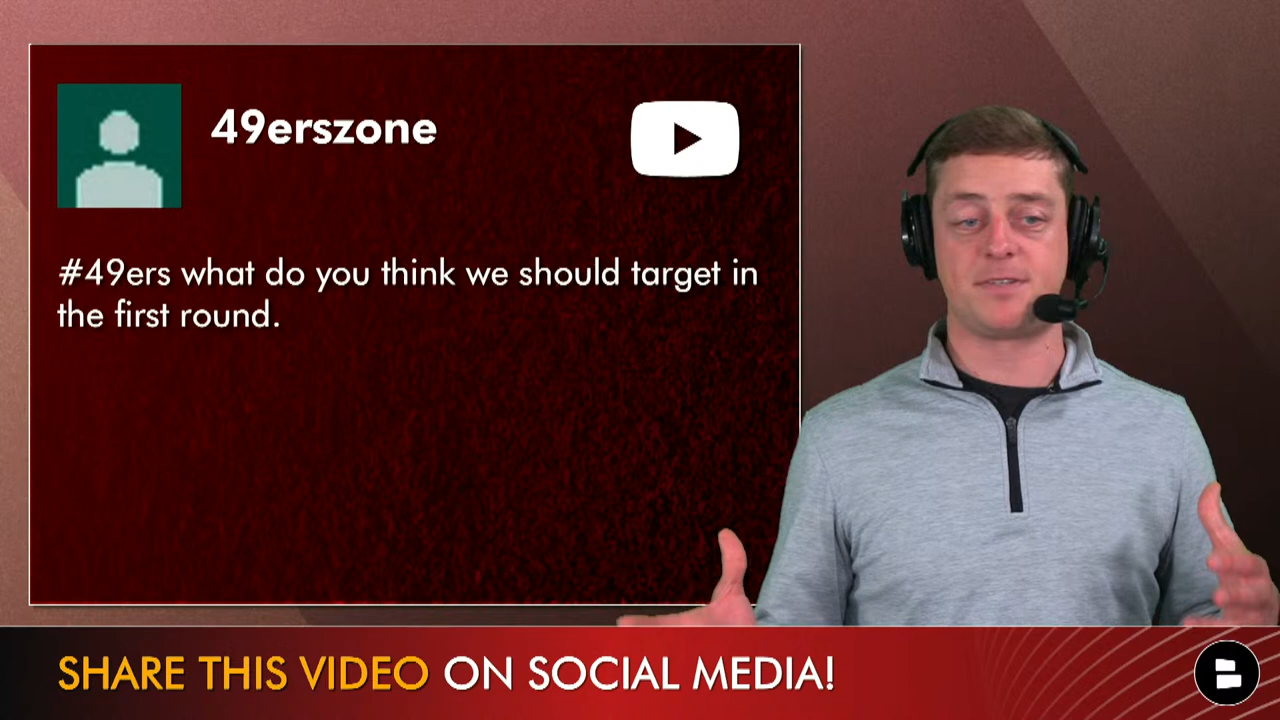 49erszone
#49ers what do you think we should target in
the first round.
SHARE THIS VIDEO ON SOCIAL MEDIA!